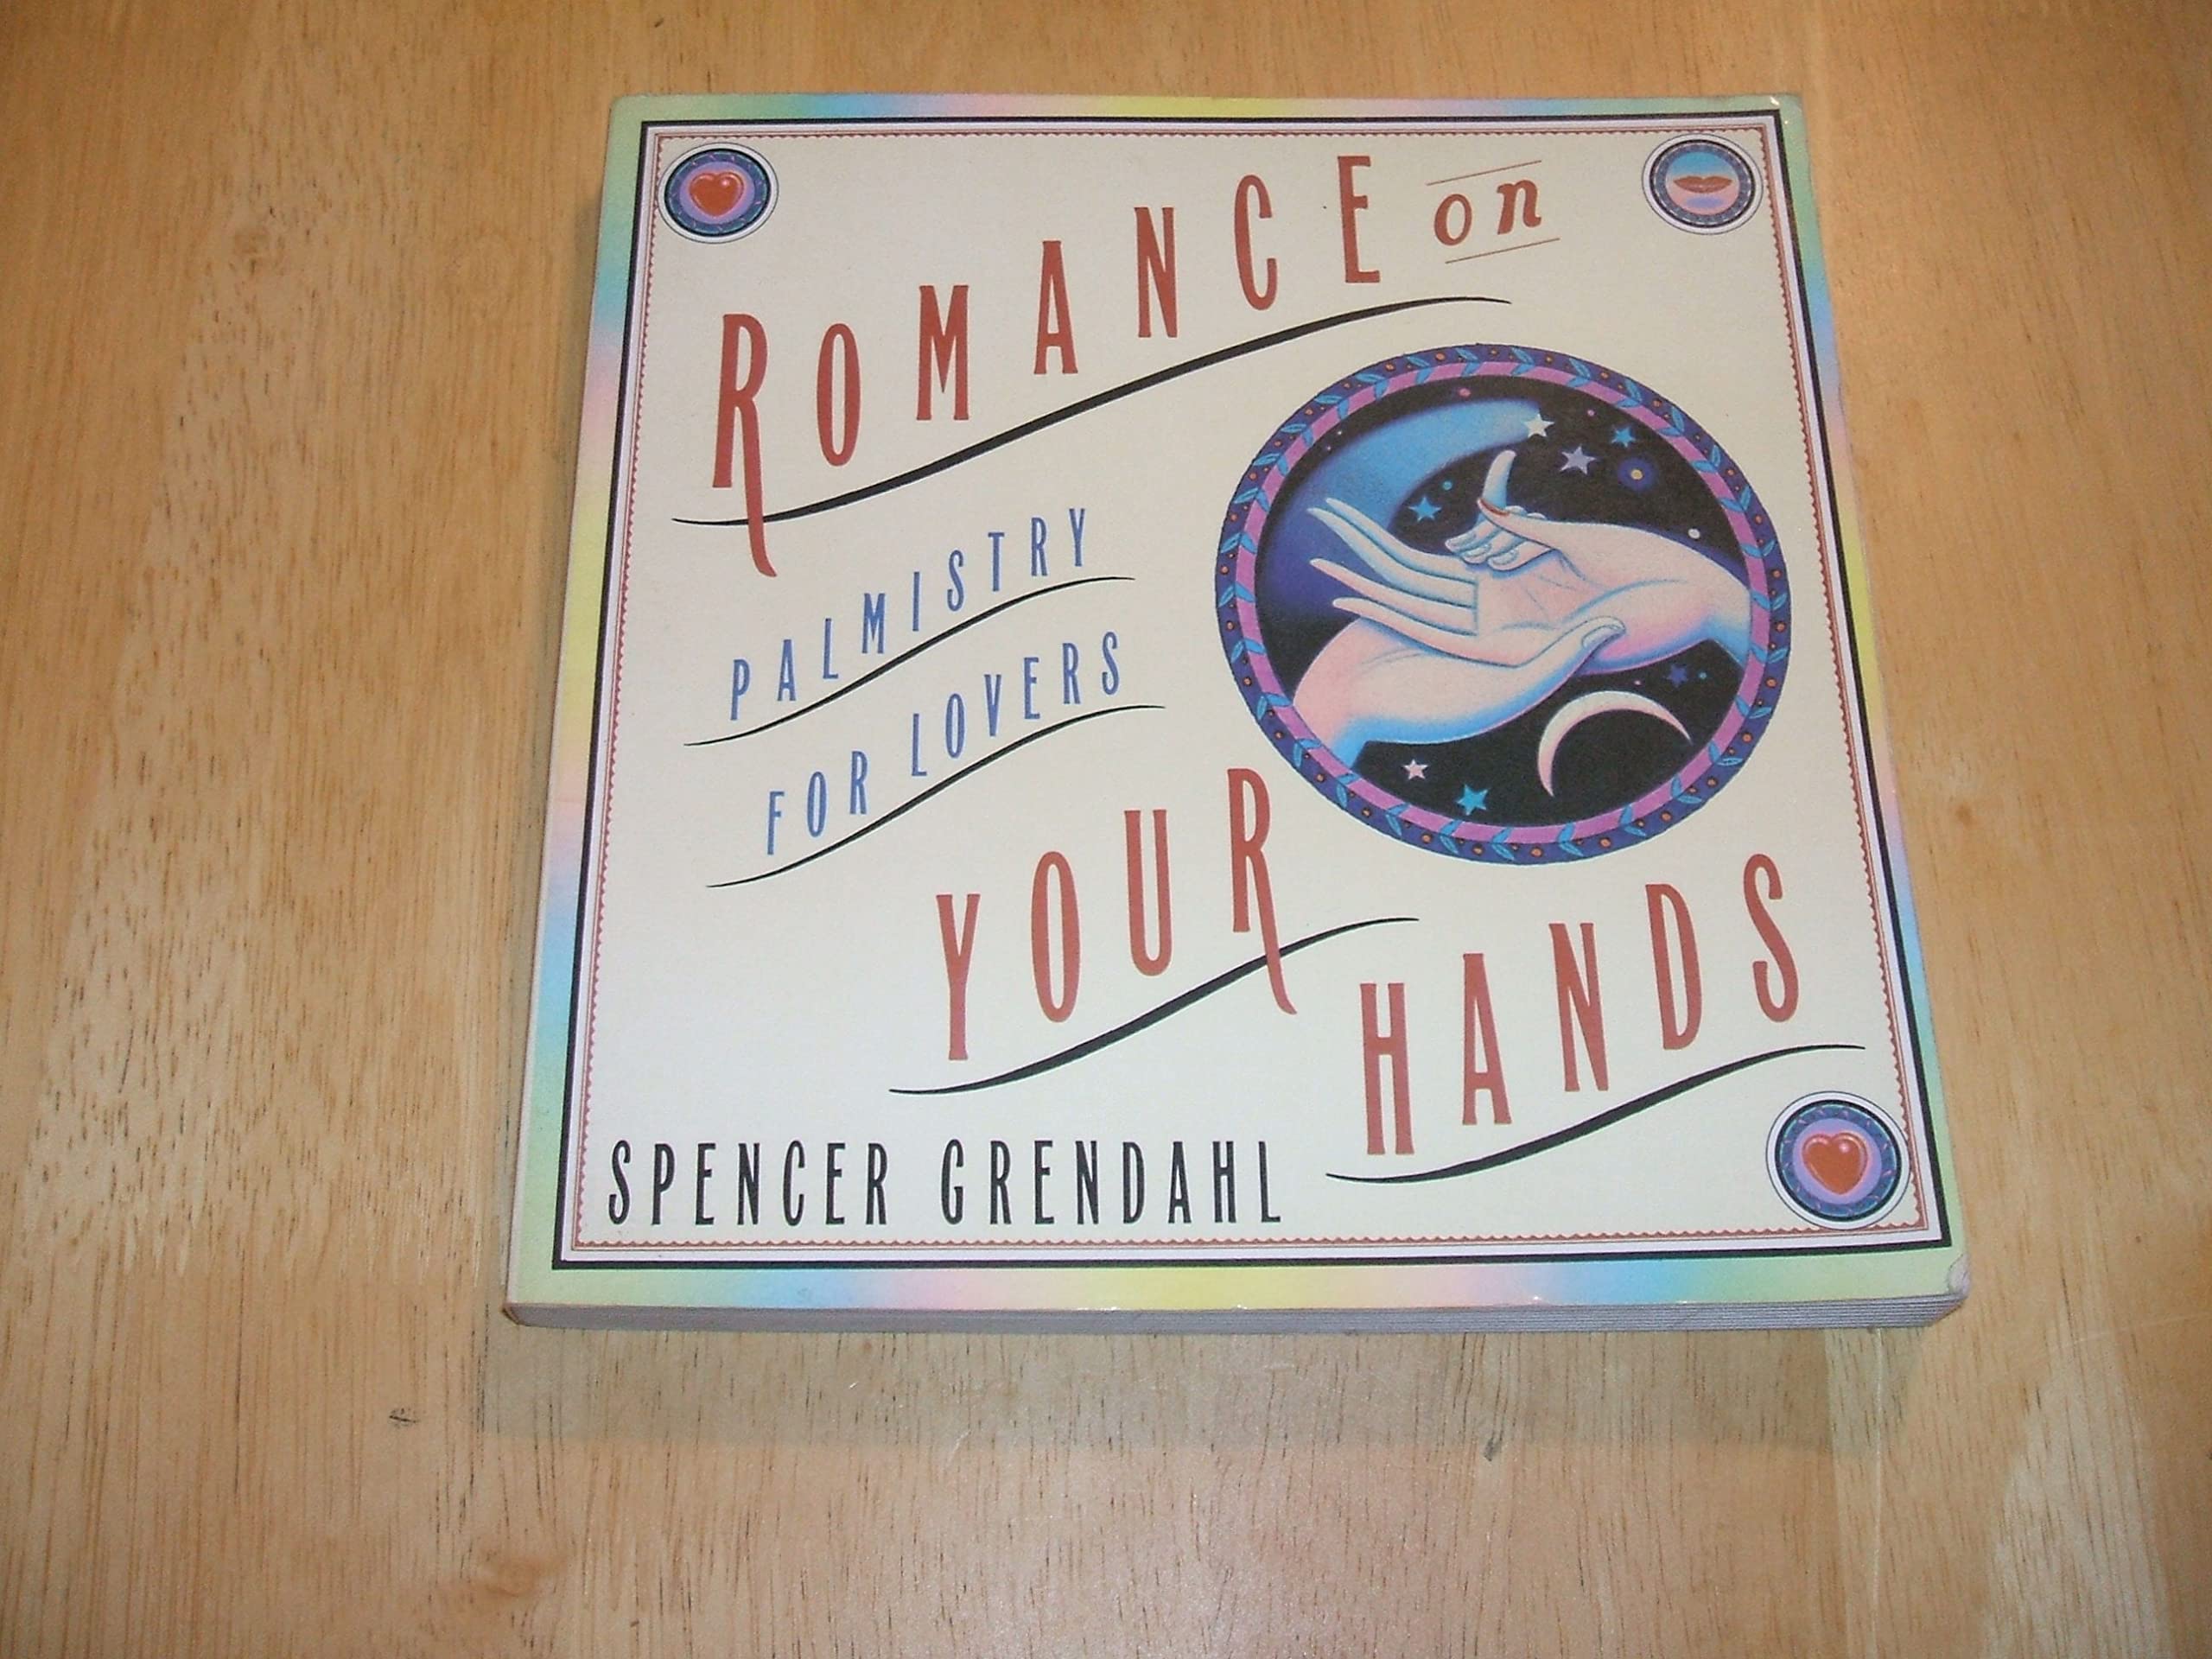 ROMANCE on
PALMISTRY
FOR LOVERS
YOUR
HANDS
SPENCER GRENDAHL